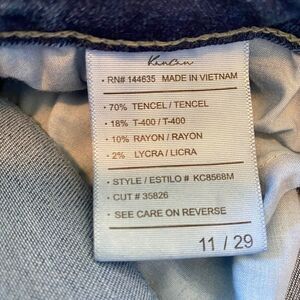 KanCan
• RN# 144635 MADE IN VIETNAM
• 70% TENCEL / TENCEL
• 18% T-400 / T-400
• 10% RAYON / RAYON
• 2% LYCRA / LICRA
• STYLE / ESTILO # KC8568M
• CUT # 35826
• SEE CARE ON REVERSE
11 / 29